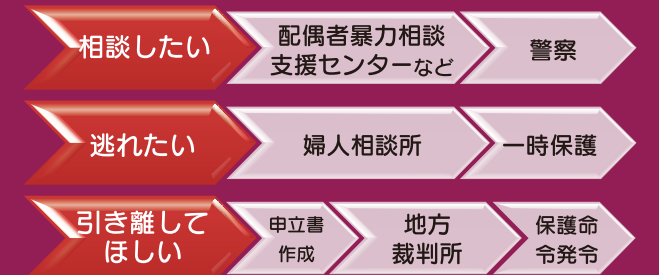 相談したい
配偶者暴力相談
支援センターなど
警察
逃れたい
婦人相談所
一時保護
引き離して
ほしい
申立書
作成
地方
裁判所
保護命
令発令